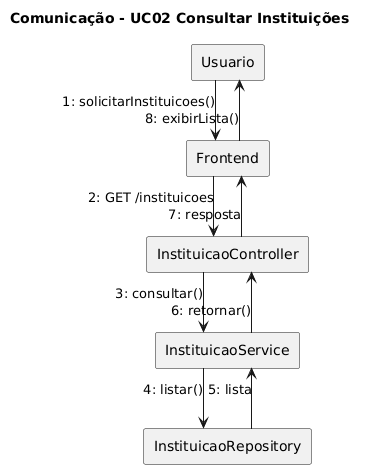 Comunicação - UC02 Consultar Instituições
Usuario
1: solicitarInstituicoes()
8: exibirLista()
Frontend
2: GET /instituicoes
7: resposta
InstituicaoController
3: consultar()
6: retornar()
InstituicaoService
4: listar() 5: lista
InstituicaoRepository